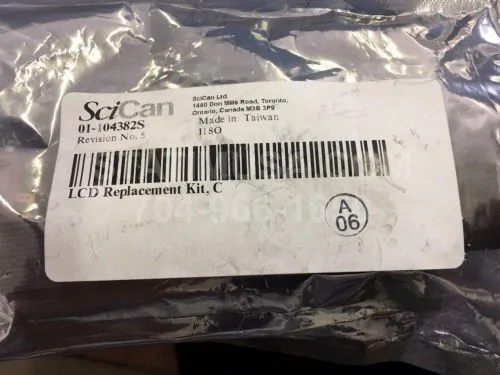 SciCan
SciCan Ltd.
1440 Don Mills Road, Toronto,
Ontario, Canada M3B 3P9
01-104382S
Made in Taiwan
Revision No. 5
I18O
LCD Replacement Kit, C
A
06